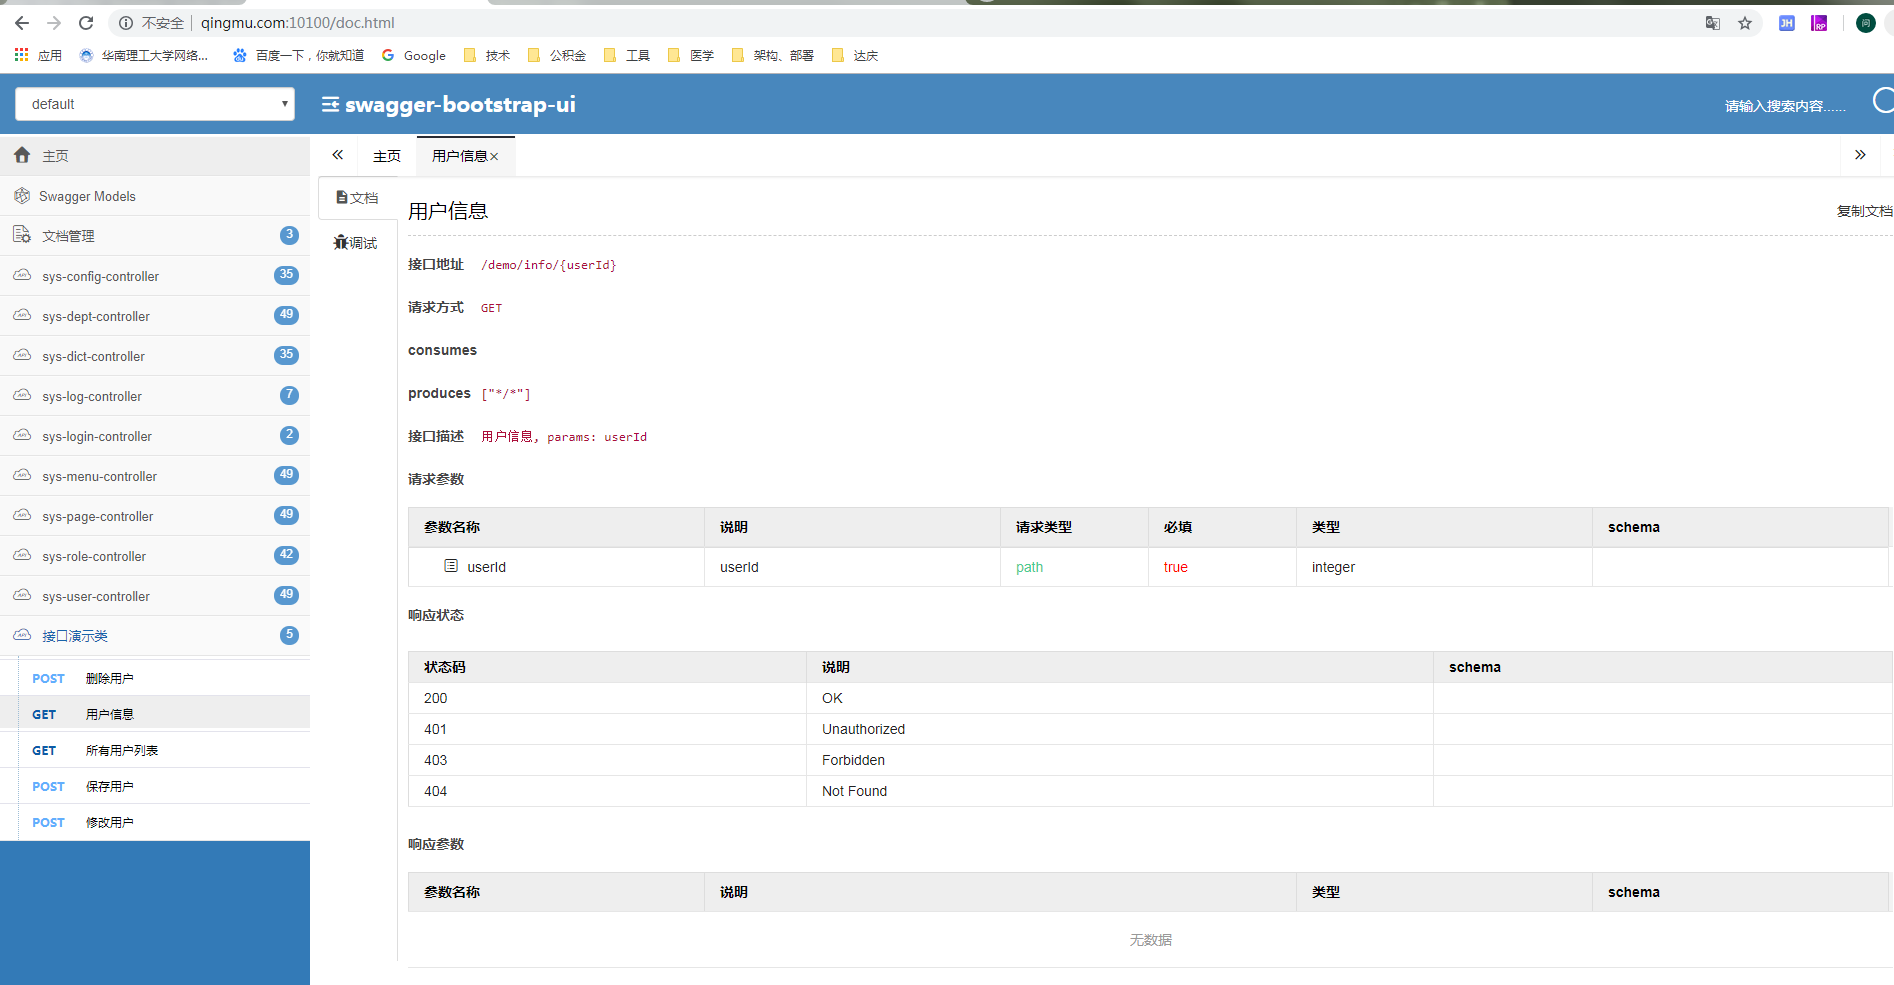 不安全 qingmu.com:10100/doc.html
应用 华南理工大学网络... 百度一下，你就知道 Google 技术 公积金 工具 医学 架构、部署 达庆
default swagger-bootstrap-ui 请输入搜索内容......
主页
Swagger Models
文档管理 3
sys-config-controller 35
sys-dept-controller 49
sys-dict-controller 35
sys-log-controller 7
sys-login-controller 2
sys-menu-controller 49
sys-page-controller 49
sys-role-controller 42
sys-user-controller 49
接口演示类 5
POST 删除用户
GET 用户信息
GET 所有用户列表
POST 保存用户
POST 修改用户
主页 用户信息×
文档
调试
用户信息 复制文档
接口地址 /demo/info/{userId}
请求方式 GET
consumes
produces ["*/*"]
接口描述 用户信息, params: userId
请求参数
参数名称 说明 请求类型 必填 类型 schema
userId userId path true integer
响应状态
状态码 说明 schema
200 OK
401 Unauthorized
403 Forbidden
404 Not Found
响应参数
参数名称 说明 类型 schema
无数据